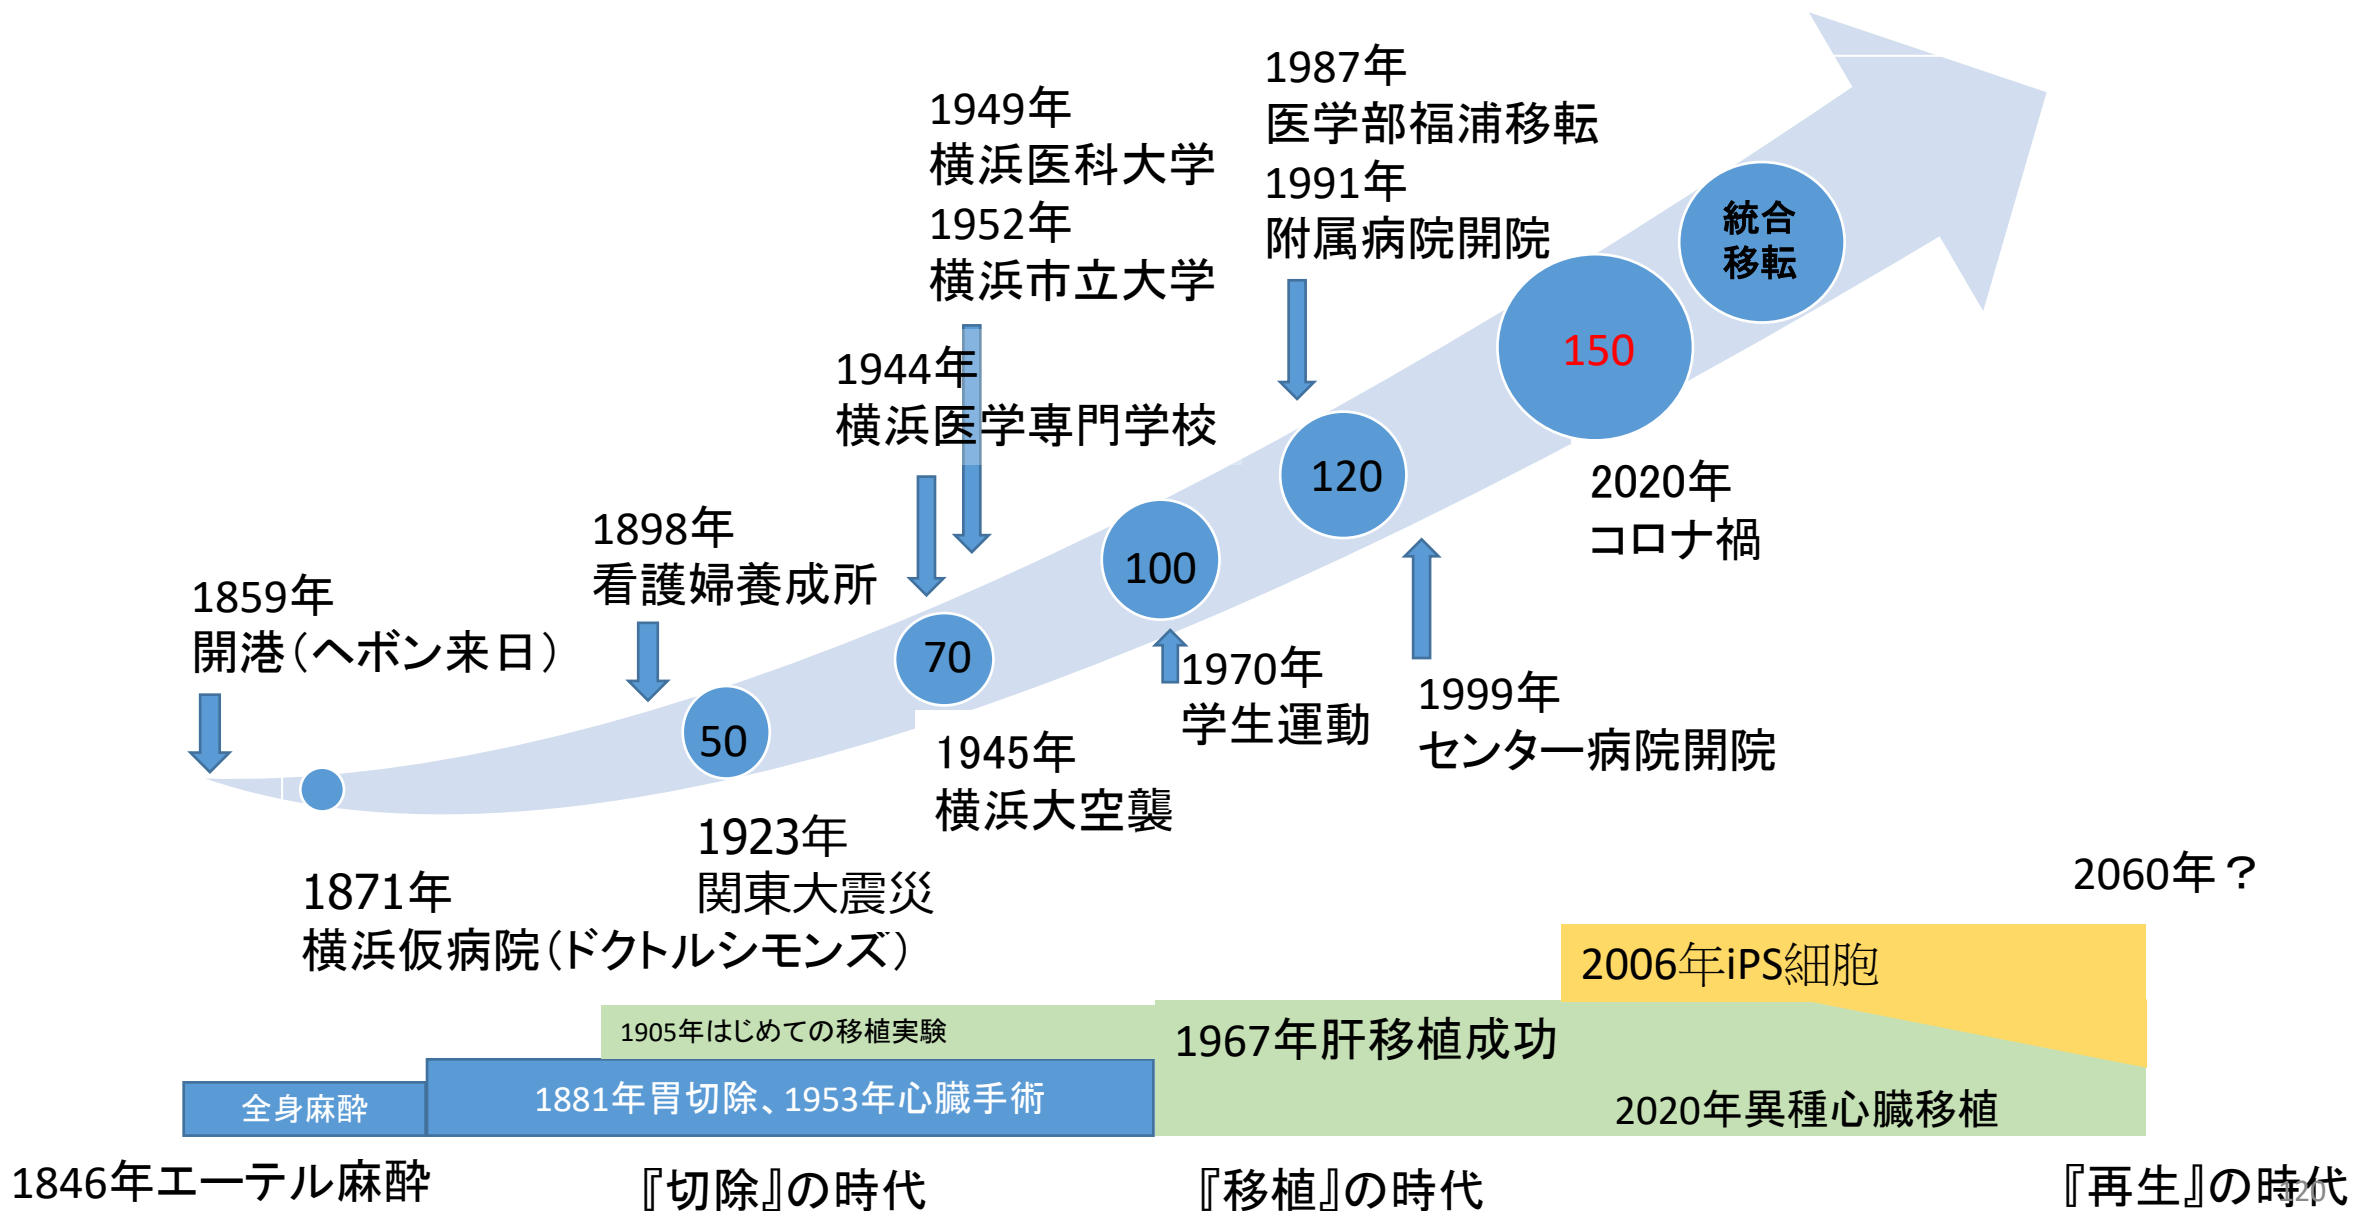 1987年
医学部福浦移転
1991年
附属病院開院
1949年
横浜医科大学
1952年
横浜市立大学
統合
移転
1944年
横浜医学専門学校
150
120
2020年
コロナ禍
1898年
看護婦養成所
100
1859年
開港(ヘボン来日)
70
1970年
学生運動
1999年
センター病院開院
50
1945年
横浜大空襲
1923年
関東大震災
1871年
横浜仮病院(ドクトルシモンズ)
2060年?
2006年iPS細胞
1905年はじめての移植実験
1967年肝移植成功
全身麻酔
1881年胃切除、1953年心臓手術
2020年異種心臓移植
1846年エーテル麻酔
『切除』の時代
『移植』の時代
『再生』の時代
120